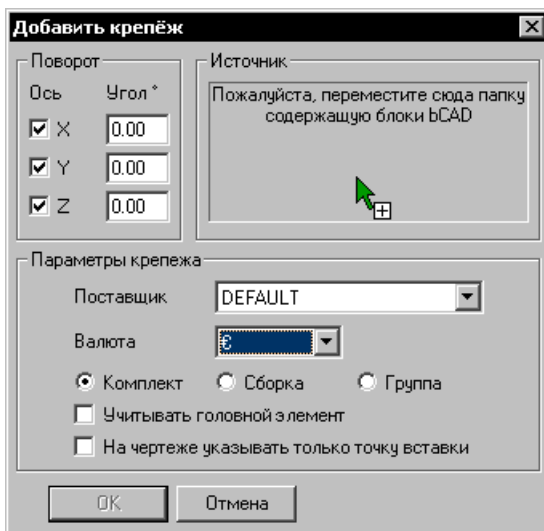 Добавить крепёж
Поворот
Ось Угол °
X 0.00
Y 0.00
Z 0.00
Источник
Пожалуйста, переместите сюда папку
содержащую блоки bCAD
Параметры крепежа
Поставщик DEFAULT
Валюта €
Комплект Сборка Группа
Учитывать головной элемент
На чертеже указывать только точку вставки
OK Отмена